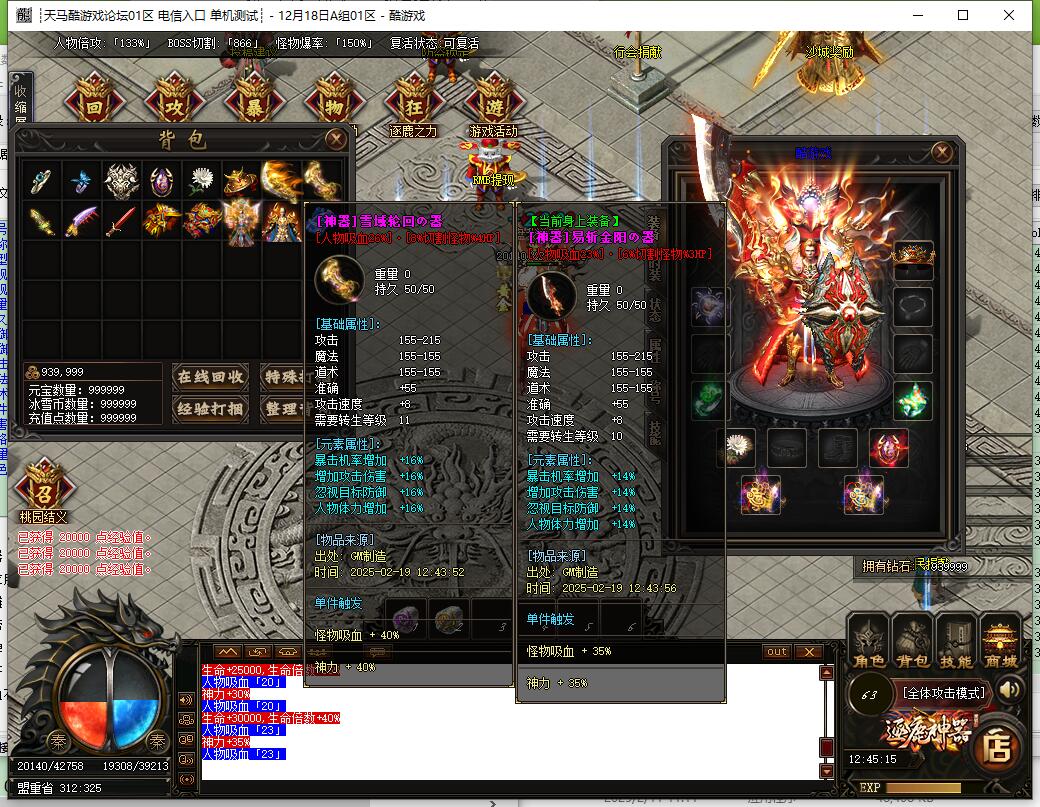 天马酷游戏论坛01区 电信入口 单机测试 - 12月18日A组01区 - 酷游戏
人物倍攻:「133%」 BOSS切割:「866」 怪物爆率:「150%」 复活状态:可复活
行会捐献
沙城奖励
收缩
回
攻
暴
物
狂
游
逐鹿之力
游戏活动
RMB提现
背包
939,999
元宝数量: 999999
冰雪币数量: 999999
充值点数量: 999999
在线回收
经验打捆
[神器]雪域轮回の器
[人物吸血26%]·[6%切割怪物%4HP]
重量 0
持久 50/50
[基础属性]:
攻击 155-215
魔法 155-155
道术 155-155
准确 +55
攻击速度 +8
需要转生等级 11
[元素属性]:
暴击机率增加 +16%
增加攻击伤害 +16%
忽视目标防御 +16%
人物体力增加 +16%
[物品来源]
出处: GM制造
时间: 2025-02-19 12:43:52
单件触发
怪物吸血 + 40%
神力 + 40%
【当前身上装备】
[神器]易斩金阳の器
重量 0
持久 50/50
[基础属性]:
攻击 155-215
魔法 155-155
道术 155-155
准确 +55
攻击速度 +8
需要转生等级 10
[元素属性]:
暴击机率增加 +14%
增加攻击伤害 +14%
忽视目标防御 +14%
人物体力增加 +14%
[物品来源]
出处: GM制造
时间: 2025-02-19 12:43:56
单件触发
怪物吸血 + 35%
神力 + 35%
酷游戏
召
桃园结义
已获得 20000 点经验值。
已获得 20000 点经验值。
已获得 20000 点经验值。
秦
秦
20140/42758 19308/39213
盟重省 312:325
out
生命+25000,生命倍
人物吸血「20」
神力+30%
人物吸血「20」
生命+30000,生命倍数+40%
人物吸血「23」
神力+35%
人物吸血「23」
拥有钻石:
角色
背包
技能
商城
63
[全体攻击模式]
逐鹿神器
店
12:45:15
EXP